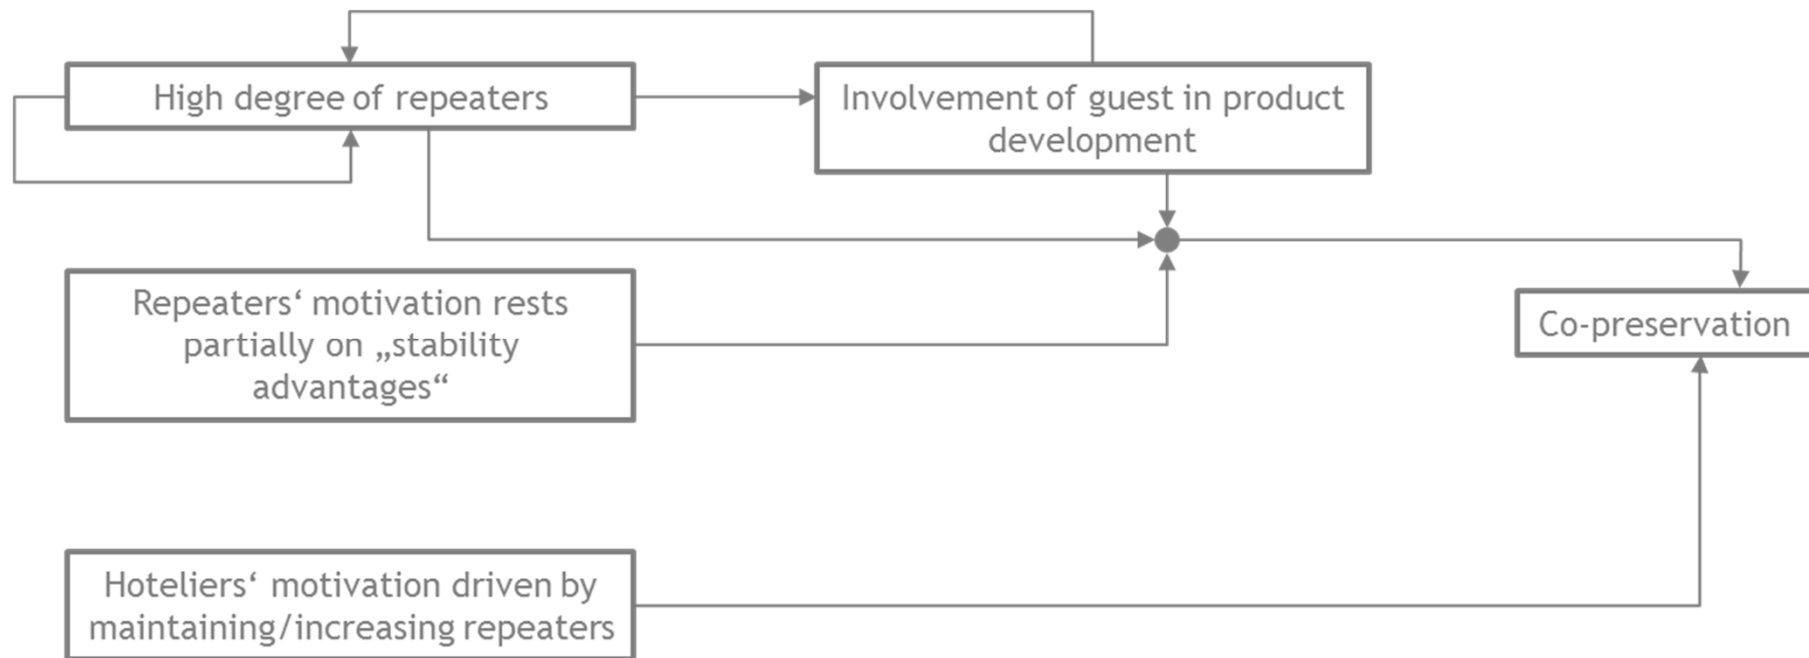 High degree of repeaters
Involvement of guest in product
development
Repeaters‘ motivation rests
partially on „stability
advantages“
Co-preservation
Hoteliers‘ motivation driven by
maintaining/increasing repeaters